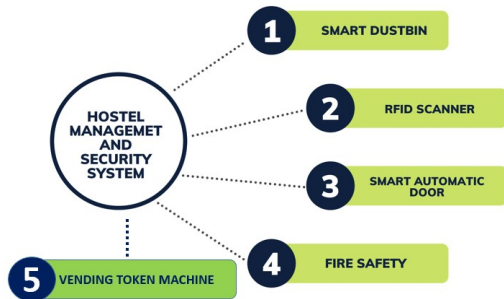 HOSTEL
MANAGEMET
AND
SECURITY
SYSTEM
1 SMART DUSTBIN
2 RFID SCANNER
3 SMART AUTOMATIC
DOOR
4 FIRE SAFETY
5 VENDING TOKEN MACHINE